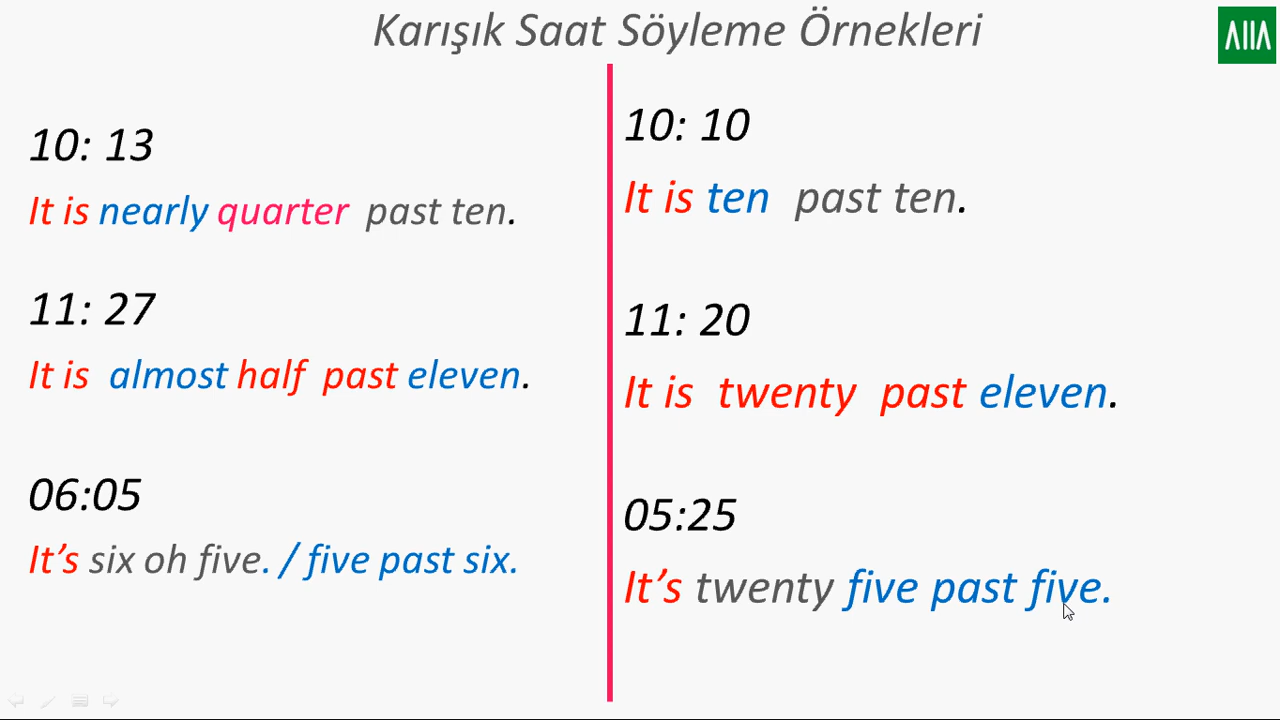 Karışık Saat Söyleme Örnekleri
AIIA
10: 13
It is nearly quarter past ten.
11: 27
It is almost half past eleven.
06:05
It's six oh five. / five past six.
10: 10
It is ten past ten.
11: 20
It is twenty past eleven.
05:25
It's twenty five past five.